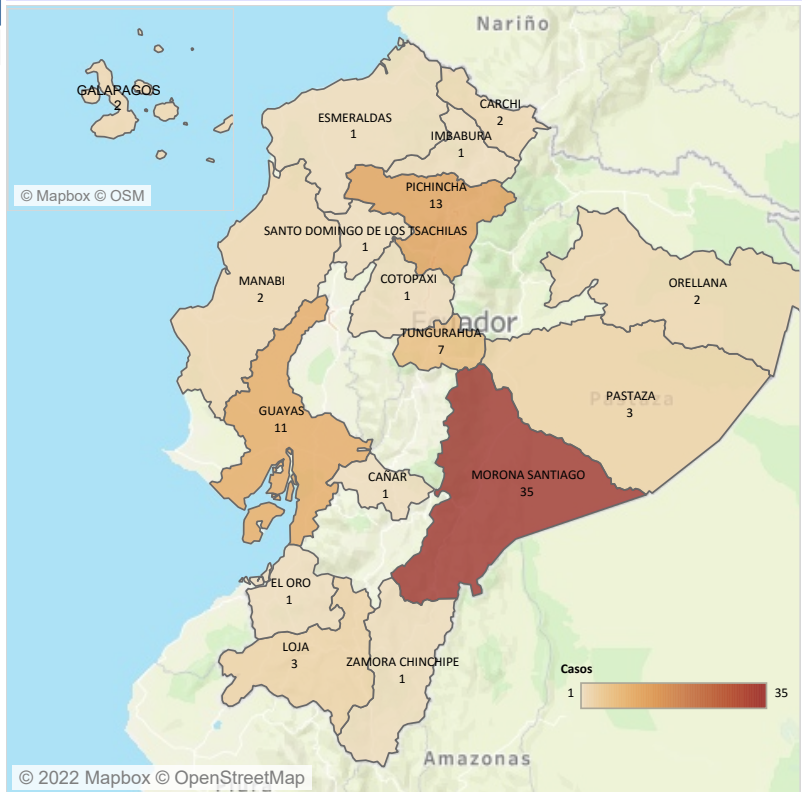 Nariño
GALAPAGOS
2
© Mapbox © OSM
ESMERALDAS
1
CARCHI
2
IMBABURA
1
PICHINCHA
13
SANTO DOMINGO DE LOS TSACHILAS
1
COTOPAXI
1
MANABI
2
ORELLANA
2
Ecuador
TUNGURAHUA
7
PASTAZA
3
Pastaza
GUAYAS
11
MORONA SANTIAGO
35
CAÑAR
1
EL ORO
1
LOJA
3
ZAMORA CHINCHIPE
1
Casos
1 35
Amazonas
© 2022 Mapbox © OpenStreetMap